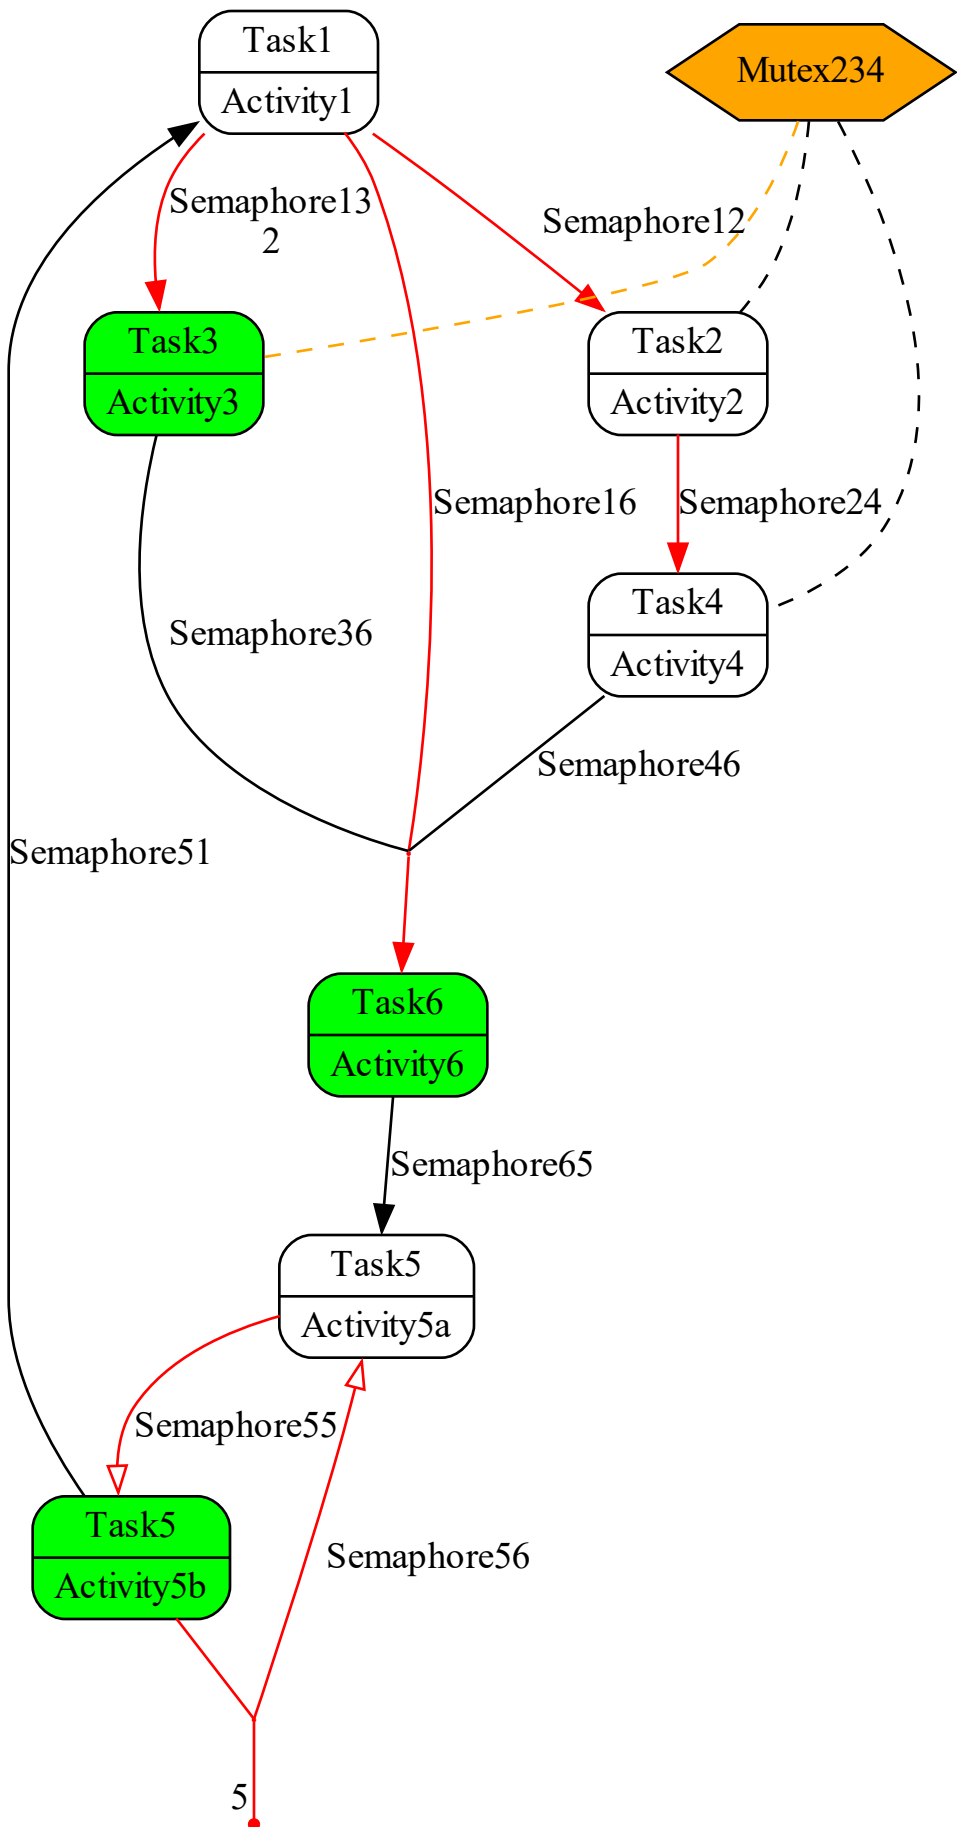 Task1
Activity1
Mutex234
Semaphore13
2
Semaphore12
Task3
Activity3
Task2
Activity2
Semaphore16
Semaphore24
Task4
Activity4
Semaphore36
Semaphore46
Semaphore51
Task6
Activity6
Semaphore65
Task5
Activity5a
Semaphore55
Task5
Activity5b
Semaphore56
5